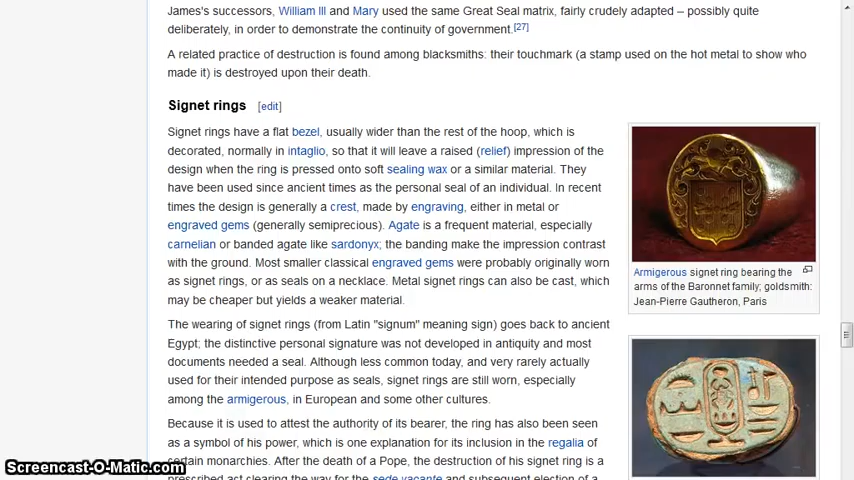 James's successors, William III and Mary used the same Great Seal matrix, fairly crudely adapted – possibly quite
deliberately, in order to demonstrate the continuity of government.[27]
A related practice of destruction is found among blacksmiths: their touchmark (a stamp used on the hot metal to show who
made it) is destroyed upon their death.
Signet rings [edit]
Signet rings have a flat bezel, usually wider than the rest of the hoop, which is
decorated, normally in intaglio, so that it will leave a raised (relief) impression of the
design when the ring is pressed onto soft sealing wax or a similar material. They
have been used since ancient times as the personal seal of an individual. In recent
times the design is generally a crest, made by engraving, either in metal or
engraved gems (generally semiprecious). Agate is a frequent material, especially
carnelian or banded agate like sardonyx; the banding make the impression contrast
with the ground. Most smaller classical engraved gems were probably originally worn
as signet rings, or as seals on a necklace. Metal signet rings can also be cast, which
may be cheaper but yields a weaker material.
Armigerous signet ring bearing the
arms of the Baronnet family; goldsmith:
Jean-Pierre Gautheron, Paris
The wearing of signet rings (from Latin "signum" meaning sign) goes back to ancient
Egypt; the distinctive personal signature was not developed in antiquity and most
documents needed a seal. Although less common today, and very rarely actually
used for their intended purpose as seals, signet rings are still worn, especially
among the armigerous, in European and some other cultures.
Because it is used to attest the authority of its bearer, the ring has also been seen
as a symbol of his power, which is one explanation for its inclusion in the regalia of
certain monarchies. After the death of a Pope, the destruction of his signet ring is a
prescribed act clearing the way for the sede vacante and subsequent election of a
Screencast-O-Matic.com